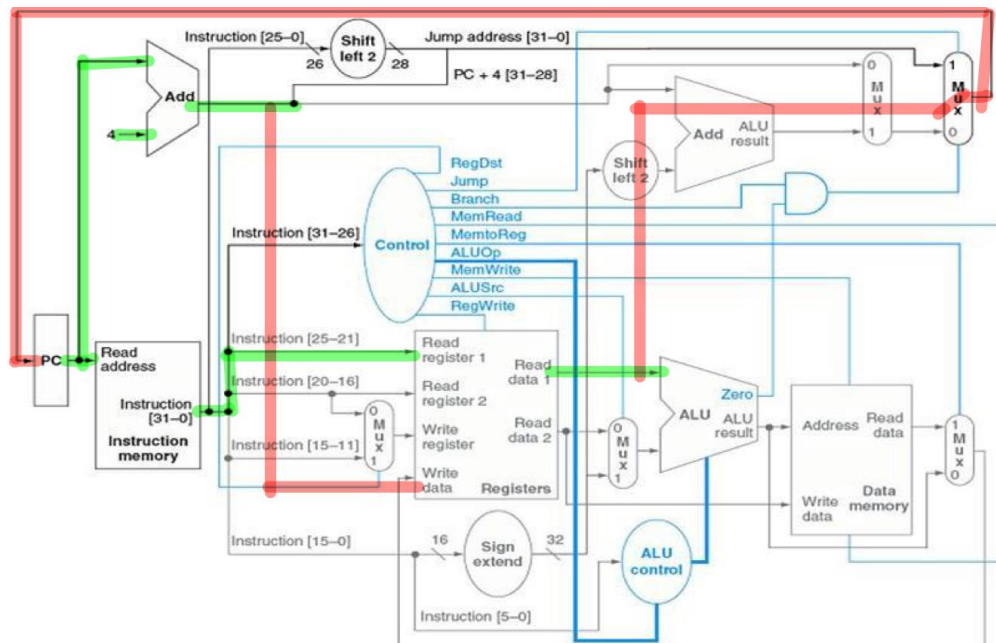 Instruction [25–0]
26
Shift
left 2
28
Jump address [31–0]
PC + 4 [31–28]
Add
4
0
M
u
x
1
1
M
u
x
0
Add
ALU
result
Shift
left 2
RegDst
Jump
Branch
MemRead
MemtoReg
ALUOp
MemWrite
ALUSrc
RegWrite
Instruction [31–26]
Control
PC
Read
address
Instruction
[31–0]
Instruction
memory
Instruction [25–21]
Instruction [20–16]
Instruction [15–11]
0
M
u
x
1
Read
register 1
Read
register 2
Write
register
Write
data
Read
data 1
Read
data 2
Registers
0
M
u
x
1
Zero
ALU
ALU
result
Address
Read
data
Write
data
Data
memory
1
M
u
x
0
Instruction [15–0]
16
Sign
extend
32
ALU
control
Instruction [5–0]